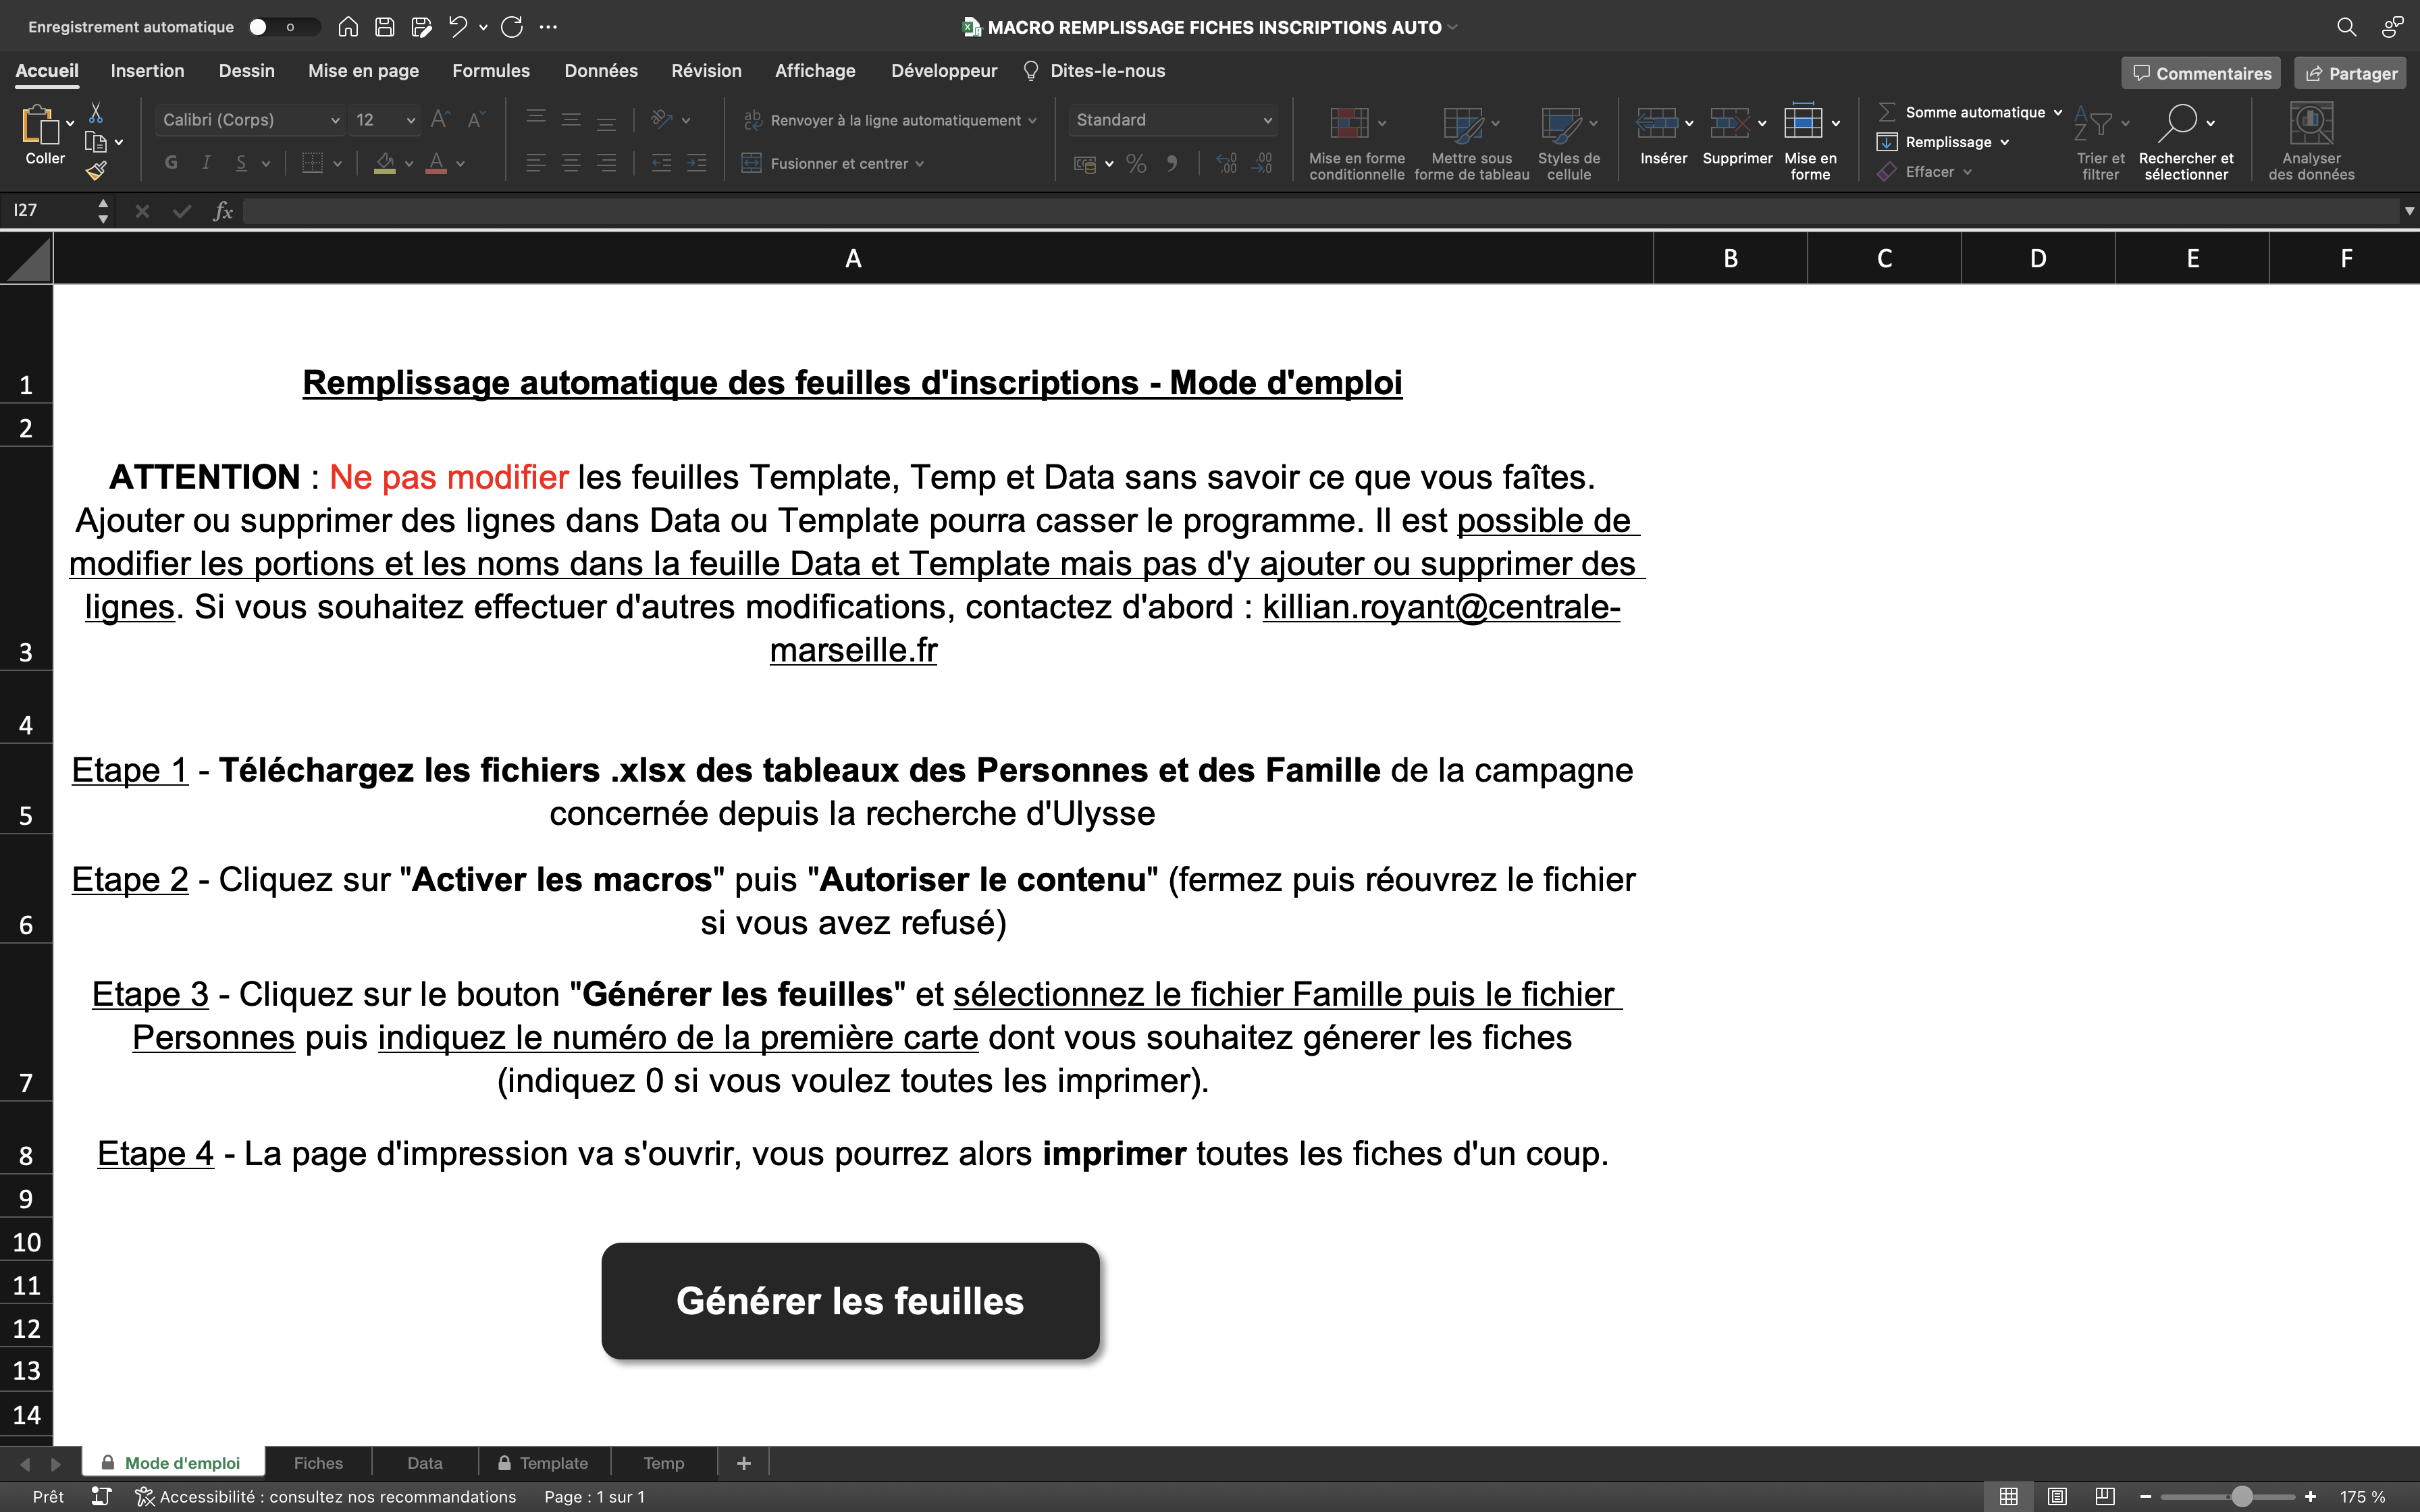 Enregistrement automatique
MACRO REMPLISSAGE FICHES INSCRIPTIONS AUTO
Accueil Insertion Dessin Mise en page Formules Données Révision Affichage Développeur Dites-le-nous Commentaires Partager
Coller
Calibri (Corps) 12
G I S
Renvoyer à la ligne automatiquement
Fusionner et centrer
Standard
Mise en forme conditionnelle
Mettre sous forme de tableau
Styles de cellule
Insérer Supprimer Mise en forme
Somme automatique
Remplissage
Effacer
Trier et filtrer
Rechercher et sélectionner
Analyser des données
I27 fx
A B C D E F
1 Remplissage automatique des feuilles d'inscriptions - Mode d'emploi
2
ATTENTION : Ne pas modifier les feuilles Template, Temp et Data sans savoir ce que vous faîtes.
Ajouter ou supprimer des lignes dans Data ou Template pourra casser le programme. Il est possible de
modifier les portions et les noms dans la feuille Data et Template mais pas d'y ajouter ou supprimer des
lignes. Si vous souhaitez effectuer d'autres modifications, contactez d'abord : killian.royant@centrale-
3 marseille.fr
4
Etape 1 - Téléchargez les fichiers .xlsx des tableaux des Personnes et des Famille de la campagne
5 concernée depuis la recherche d'Ulysse
Etape 2 - Cliquez sur "Activer les macros" puis "Autoriser le contenu" (fermez puis réouvrez le fichier
6 si vous avez refusé)
Etape 3 - Cliquez sur le bouton "Générer les feuilles" et sélectionnez le fichier Famille puis le fichier
Personnes puis indiquez le numéro de la première carte dont vous souhaitez génerer les fiches
7 (indiquez 0 si vous voulez toutes les imprimer).
8 Etape 4 - La page d'impression va s'ouvrir, vous pourrez alors imprimer toutes les fiches d'un coup.
9
10
11
Générer les feuilles
12
13
14
Mode d'emploi Fiches Data Template Temp +
Prêt Accessibilité : consultez nos recommandations Page : 1 sur 1 175 %